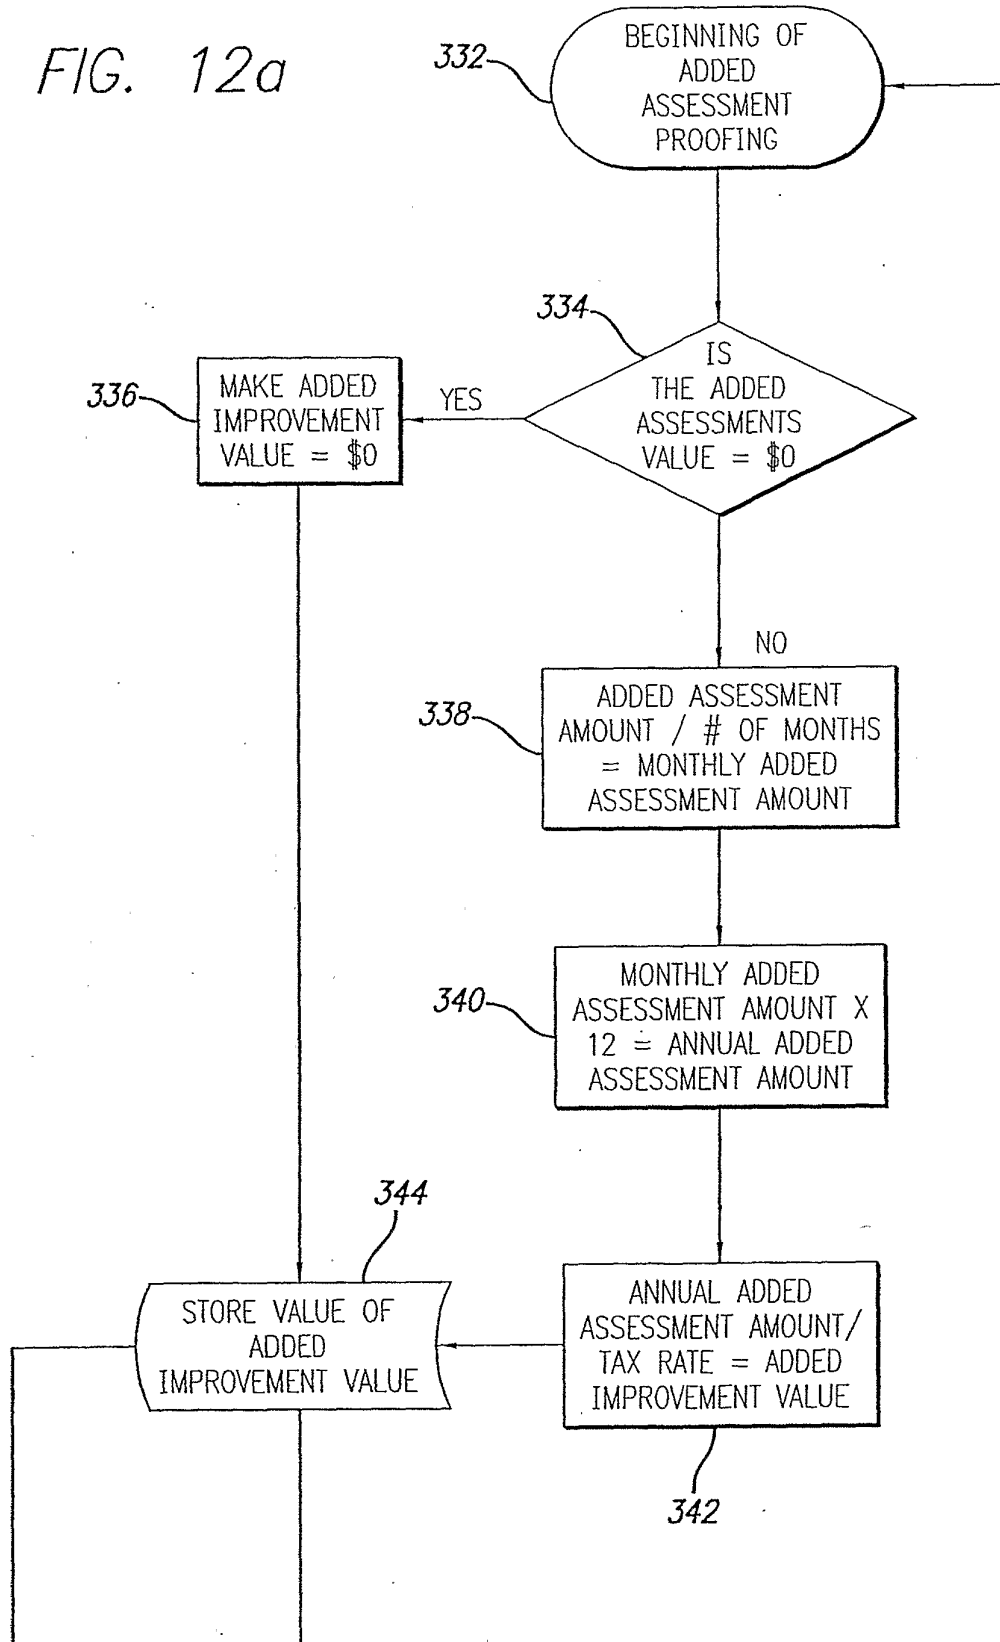 FIG. 12a
332
BEGINNING OF
ADDED
ASSESSMENT
PROOFING
334
IS
THE ADDED
ASSESSMENTS
VALUE = $0
YES
336
MAKE ADDED
IMPROVEMENT
VALUE = $0
NO
338
ADDED ASSESSMENT
AMOUNT / # OF MONTHS
= MONTHLY ADDED
ASSESSMENT AMOUNT
340
MONTHLY ADDED
ASSESSMENT AMOUNT X
12 = ANNUAL ADDED
ASSESSMENT AMOUNT
344
STORE VALUE OF
ADDED
IMPROVEMENT VALUE
ANNUAL ADDED
ASSESSMENT AMOUNT/
TAX RATE = ADDED
IMPROVEMENT VALUE
342